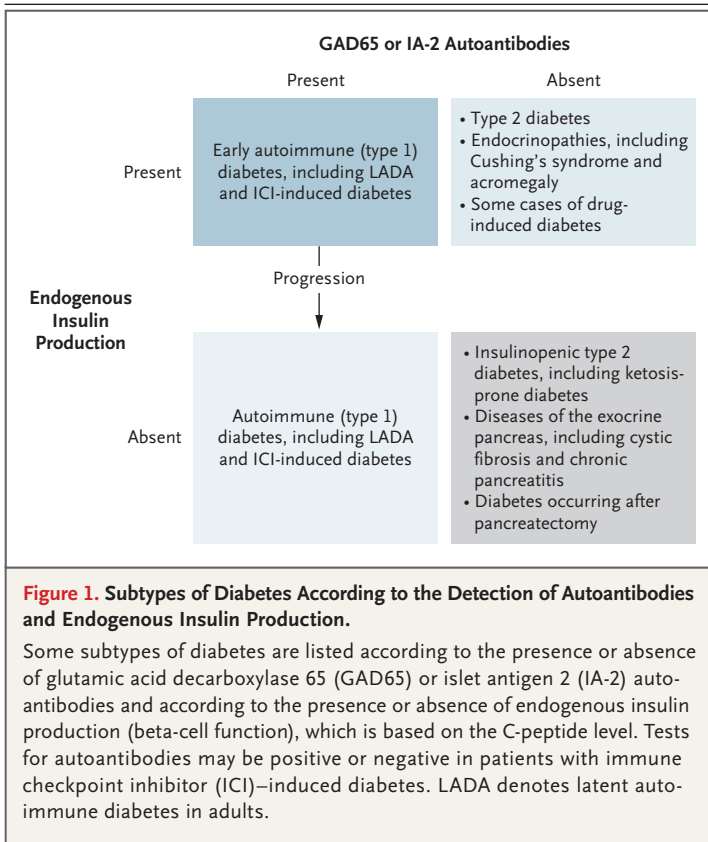 GAD65 or IA-2 Autoantibodies
Present
Absent
Present
Early autoimmune (type 1)
diabetes, including LADA
and ICI-induced diabetes
• Type 2 diabetes
• Endocrinopathies, including
Cushing's syndrome and
acromegaly
• Some cases of drug-
induced diabetes
Progression
Endogenous
Insulin
Production
Absent
Autoimmune (type 1)
diabetes, including LADA
and ICI-induced diabetes
• Insulinopenic type 2
diabetes, including ketosis-
prone diabetes
• Diseases of the exocrine
pancreas, including cystic
fibrosis and chronic
pancreatitis
• Diabetes occurring after
pancreatectomy
Figure 1. Subtypes of Diabetes According to the Detection of Autoantibodies
and Endogenous Insulin Production.
Some subtypes of diabetes are listed according to the presence or absence
of glutamic acid decarboxylase 65 (GAD65) or islet antigen 2 (IA-2) auto-
antibodies and according to the presence or absence of endogenous insulin
production (beta-cell function), which is based on the C-peptide level. Tests
for autoantibodies may be positive or negative in patients with immune
checkpoint inhibitor (ICI)–induced diabetes. LADA denotes latent auto-
immune diabetes in adults.